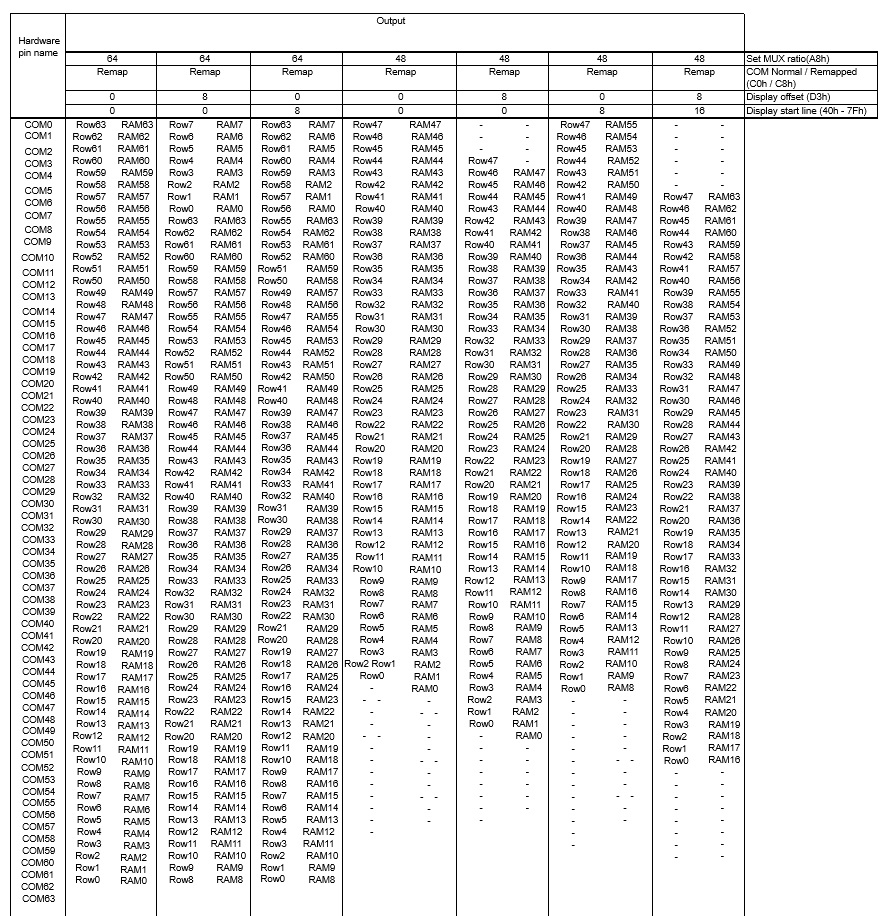 Output
Hardware pin name
64 64 64 48 48 48 48 Set MUX ratio(A8h)
Remap Remap Remap Remap Remap Remap Remap COM Normal / Remapped (C0h / C8h)
0 8 0 0 8 0 8 Display offset (D3h)
0 0 8 0 0 8 16 Display start line (40h - 7Fh)
COM0 Row63 RAM63 Row7 RAM7 Row63 RAM7 Row47 RAM47 - - Row47 RAM55 - -
COM1 Row62 RAM62 Row6 RAM6 Row62 RAM6 Row46 RAM46 - - Row46 RAM54 - -
COM2 Row61 RAM61 Row5 RAM5 Row61 RAM5 Row45 RAM45 - - Row45 RAM53 - -
COM3 Row60 RAM60 Row4 RAM4 Row60 RAM4 Row44 RAM44 Row47 - Row44 RAM52 - -
COM4 Row59 RAM59 Row3 RAM3 Row59 RAM3 Row43 RAM43 Row46 RAM47 Row43 RAM51 - -
COM5 Row58 RAM58 Row2 RAM2 Row58 RAM2 Row42 RAM42 Row45 RAM46 Row42 RAM50 - -
COM6 Row57 RAM57 Row1 RAM1 Row57 RAM1 Row41 RAM41 Row44 RAM45 Row41 RAM49 Row47 RAM63
COM7 Row56 RAM56 Row0 RAM0 Row56 RAM0 Row40 RAM40 Row43 RAM44 Row40 RAM48 Row46 RAM62
COM8 Row55 RAM55 Row63 RAM63 Row55 RAM63 Row39 RAM39 Row42 RAM43 Row39 RAM47 Row45 RAM61
COM9 Row54 RAM54 Row62 RAM62 Row54 RAM62 Row38 RAM38 Row41 RAM42 Row38 RAM46 Row44 RAM60
COM10 Row53 RAM53 Row61 RAM61 Row53 RAM61 Row37 RAM37 Row40 RAM41 Row37 RAM45 Row43 RAM59
COM11 Row52 RAM52 Row60 RAM60 Row52 RAM60 Row36 RAM36 Row39 RAM40 Row36 RAM44 Row42 RAM58
COM12 Row51 RAM51 Row59 RAM59 Row51 RAM59 Row35 RAM35 Row38 RAM39 Row35 RAM43 Row41 RAM57
COM13 Row50 RAM50 Row58 RAM58 Row50 RAM58 Row34 RAM34 Row37 RAM38 Row34 RAM42 Row40 RAM56
COM14 Row49 RAM49 Row57 RAM57 Row49 RAM57 Row33 RAM33 Row36 RAM37 Row33 RAM41 Row39 RAM55
COM15 Row48 RAM48 Row56 RAM56 Row48 RAM56 Row32 RAM32 Row35 RAM36 Row32 RAM40 Row38 RAM54
COM16 Row47 RAM47 Row55 RAM55 Row47 RAM55 Row31 RAM31 Row34 RAM35 Row31 RAM39 Row37 RAM53
COM17 Row46 RAM46 Row54 RAM54 Row46 RAM54 Row30 RAM30 Row33 RAM34 Row30 RAM38 Row36 RAM52
COM18 Row45 RAM45 Row53 RAM53 Row45 RAM53 Row29 RAM29 Row32 RAM33 Row29 RAM37 Row35 RAM51
COM19 Row44 RAM44 Row52 RAM52 Row44 RAM52 Row28 RAM28 Row31 RAM32 Row28 RAM36 Row34 RAM50
COM20 Row43 RAM43 Row51 RAM51 Row43 RAM51 Row27 RAM27 Row30 RAM31 Row27 RAM35 Row33 RAM49
COM21 Row42 RAM42 Row50 RAM50 Row42 RAM50 Row26 RAM26 Row29 RAM30 Row26 RAM34 Row32 RAM48
COM22 Row41 RAM41 Row49 RAM49 Row41 RAM49 Row25 RAM25 Row28 RAM29 Row25 RAM33 Row31 RAM47
COM23 Row40 RAM40 Row48 RAM48 Row40 RAM48 Row24 RAM24 Row27 RAM28 Row24 RAM32 Row30 RAM46
COM24 Row39 RAM39 Row47 RAM47 Row39 RAM47 Row23 RAM23 Row26 RAM27 Row23 RAM31 Row29 RAM45
COM25 Row38 RAM38 Row46 RAM46 Row38 RAM46 Row22 RAM22 Row25 RAM26 Row22 RAM30 Row28 RAM44
COM26 Row37 RAM37 Row45 RAM45 Row37 RAM45 Row21 RAM21 Row24 RAM25 Row21 RAM29 Row27 RAM43
COM27 Row36 RAM36 Row44 RAM44 Row36 RAM44 Row20 RAM20 Row23 RAM24 Row20 RAM28 Row26 RAM42
COM28 Row35 RAM35 Row43 RAM43 Row35 RAM43 Row19 RAM19 Row22 RAM23 Row19 RAM27 Row25 RAM41
COM29 Row34 RAM34 Row42 RAM42 Row34 RAM42 Row18 RAM18 Row21 RAM22 Row18 RAM26 Row24 RAM40
COM30 Row33 RAM33 Row41 RAM41 Row33 RAM41 Row17 RAM17 Row20 RAM21 Row17 RAM25 Row23 RAM39
COM31 Row32 RAM32 Row40 RAM40 Row32 RAM40 Row16 RAM16 Row19 RAM20 Row16 RAM24 Row22 RAM38
COM32 Row31 RAM31 Row39 RAM39 Row31 RAM39 Row15 RAM15 Row18 RAM19 Row15 RAM23 Row21 RAM37
COM33 Row30 RAM30 Row38 RAM38 Row30 RAM38 Row14 RAM14 Row17 RAM18 Row14 RAM22 Row20 RAM36
COM34 Row29 RAM29 Row37 RAM37 Row29 RAM37 Row13 RAM13 Row16 RAM17 Row13 RAM21 Row19 RAM35
COM35 Row28 RAM28 Row36 RAM36 Row28 RAM36 Row12 RAM12 Row15 RAM16 Row12 RAM20 Row18 RAM34
COM36 Row27 RAM27 Row35 RAM35 Row27 RAM35 Row11 RAM11 Row14 RAM15 Row11 RAM19 Row17 RAM33
COM37 Row26 RAM26 Row34 RAM34 Row26 RAM34 Row10 RAM10 Row13 RAM14 Row10 RAM18 Row16 RAM32
COM38 Row25 RAM25 Row33 RAM33 Row25 RAM33 Row9 RAM9 Row12 RAM13 Row9 RAM17 Row15 RAM31
COM39 Row24 RAM24 Row32 RAM32 Row24 RAM32 Row8 RAM8 Row11 RAM12 Row8 RAM16 Row14 RAM30
COM40 Row23 RAM23 Row31 RAM31 Row23 RAM31 Row7 RAM7 Row10 RAM11 Row7 RAM15 Row13 RAM29
COM41 Row22 RAM22 Row30 RAM30 Row22 RAM30 Row6 RAM6 Row9 RAM10 Row6 RAM14 Row12 RAM28
COM42 Row21 RAM21 Row29 RAM29 Row21 RAM29 Row5 RAM5 Row8 RAM9 Row5 RAM13 Row11 RAM27
COM43 Row20 RAM20 Row28 RAM28 Row20 RAM28 Row4 RAM4 Row7 RAM8 Row4 RAM12 Row10 RAM26
COM44 Row19 RAM19 Row27 RAM27 Row19 RAM27 Row3 RAM3 Row6 RAM7 Row3 RAM11 Row9 RAM25
COM45 Row18 RAM18 Row26 RAM26 Row18 RAM26 Row2 Row1 RAM2 Row5 RAM6 Row2 RAM10 Row8 RAM24
COM46 Row17 RAM17 Row25 RAM25 Row17 RAM25 Row0 RAM1 Row4 RAM5 Row1 RAM9 Row7 RAM23
COM47 Row16 RAM16 Row24 RAM24 Row16 RAM24 - RAM0 Row3 RAM4 Row0 RAM8 Row6 RAM22
COM48 Row15 RAM15 Row23 RAM23 Row15 RAM23 - - - Row2 RAM3 - - Row5 RAM21
COM49 Row14 RAM14 Row22 RAM22 Row14 RAM22 - - - Row1 RAM2 - - Row4 RAM20
COM50 Row13 RAM13 Row21 RAM21 Row13 RAM21 - - Row0 RAM1 - - Row3 RAM19
COM51 Row12 RAM12 Row20 RAM20 Row12 RAM20 - - - - RAM0 - - Row2 RAM18
COM52 Row11 RAM11 Row19 RAM19 Row11 RAM19 - - - - - - Row1 RAM17
COM53 Row10 RAM10 Row18 RAM18 Row10 RAM18 - - - - - - - - Row0 RAM16
COM54 Row9 RAM9 Row17 RAM17 Row9 RAM17 - - - - - - - -
COM55 Row8 RAM8 Row16 RAM16 Row8 RAM16 - - - - - - - -
COM56 Row7 RAM7 Row15 RAM15 Row7 RAM15 - - - - - - - - - -
COM57 Row6 RAM6 Row14 RAM14 Row6 RAM14 - - - - - - - -
COM58 Row5 RAM5 Row13 RAM13 Row5 RAM13 - - - - - - - -
COM59 Row4 RAM4 Row12 RAM12 Row4 RAM12 - - - -
COM60 Row3 RAM3 Row11 RAM11 Row3 RAM11 - - -
COM61 Row2 RAM2 Row10 RAM10 Row2 RAM10 - -
COM62 Row1 RAM1 Row9 RAM9 Row1 RAM9
COM63 Row0 RAM0 Row8 RAM8 Row0 RAM8